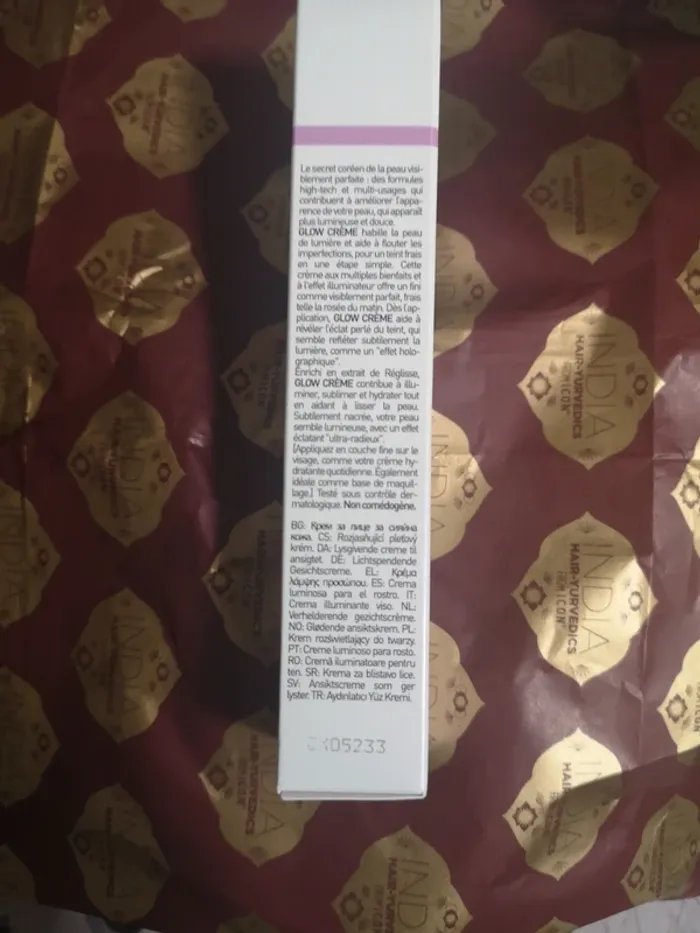 Le secret coréen de la peau visi-
blement parfaite : des formules
high-tech et multi-usages qui
contribuent à améliorer l'appa-
rence de votre peau, qui apparaît
plus lumineuse et douce.
GLOW CRÈME habille la peau
de lumière et aide à flouter les
imperfections, pour un teint frais
en une étape simple. Cette
crème aux multiples bienfaits et
à l'effet illuminateur offre un fini
comme visiblement parfait, frais
telle la rosée du matin. Dès l'ap-
plication, GLOW CRÈME aide à
révéler l'éclat perlé du teint, qui
semble refléter subtilement la
lumière, comme un "effet holo-
graphique".
Enrichi en extrait de Réglisse,
GLOW CRÈME contribue à illu-
miner, sublimer et hydrater tout
en aidant à lisser la peau.
Subtilement nacrée, votre peau
semble lumineuse, avec un effet
éclatant "ultra-radieux".
[Appliquez en couche fine sur le
visage, comme votre crème hy-
dratante quotidienne. Également
idéale comme base de maquil-
lage.] Testé sous contrôle der-
matologique. Non comédogène.
BG: Крем за лице за сияйна
кожа. CS: Rozjasňující pleťový
krém. DA: Lysgivende creme til
ansigtet. DE: Lichtspendende
Gesichtscreme. EL: Κρέμα
λάμψης προσώπου. ES: Crema
luminosa para el rostro. IT:
Crema illuminante viso. NL:
Verhelderende gezichtscrème.
NO: Glødende ansiktskrem. PL:
Krem rozświetlający do twarzy.
PT: Creme luminoso para rosto.
RO: Cremă iluminatoare pentru
ten. SR: Krema za blistavo lice.
SV: Ansiktscreme som ger
lyster. TR: Aydınlatıcı Yüz Kremi.
05233
INDIA
HAIR-YURVEDICS
INDIA
HAIR-YURVEDICS
INDIA
HAIR-YURVEDICS